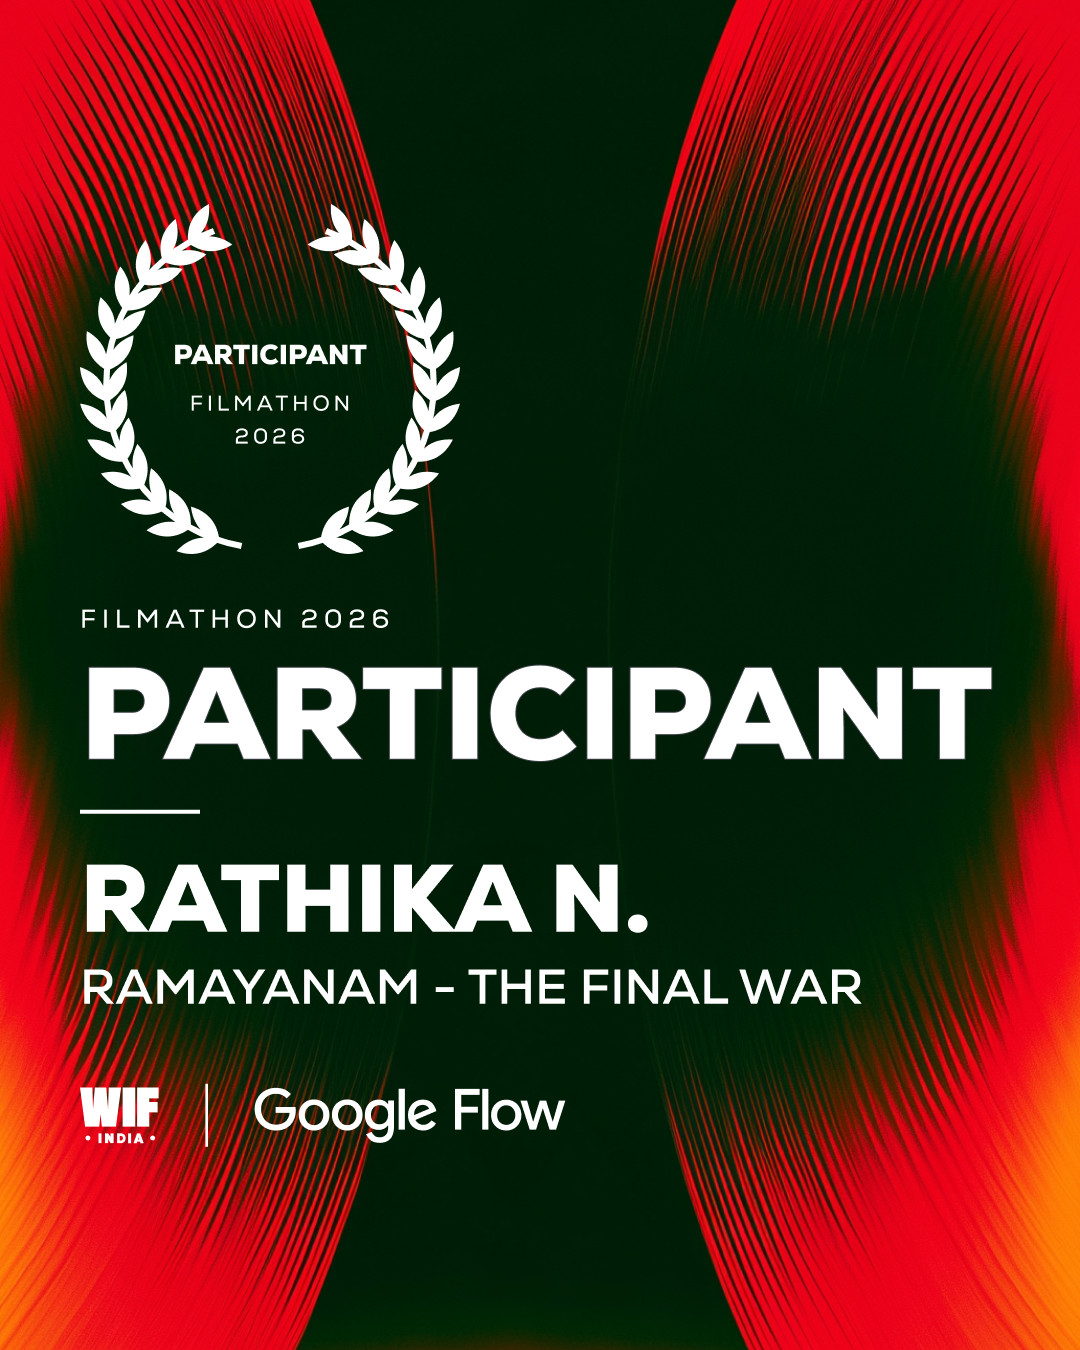 PARTICIPANT
FILMATHON
2026
FILMATHON 2026
PARTICIPANT
RATHIKA N.
RAMAYANAM - THE FINAL WAR
WIF
• INDIA •
Google Flow